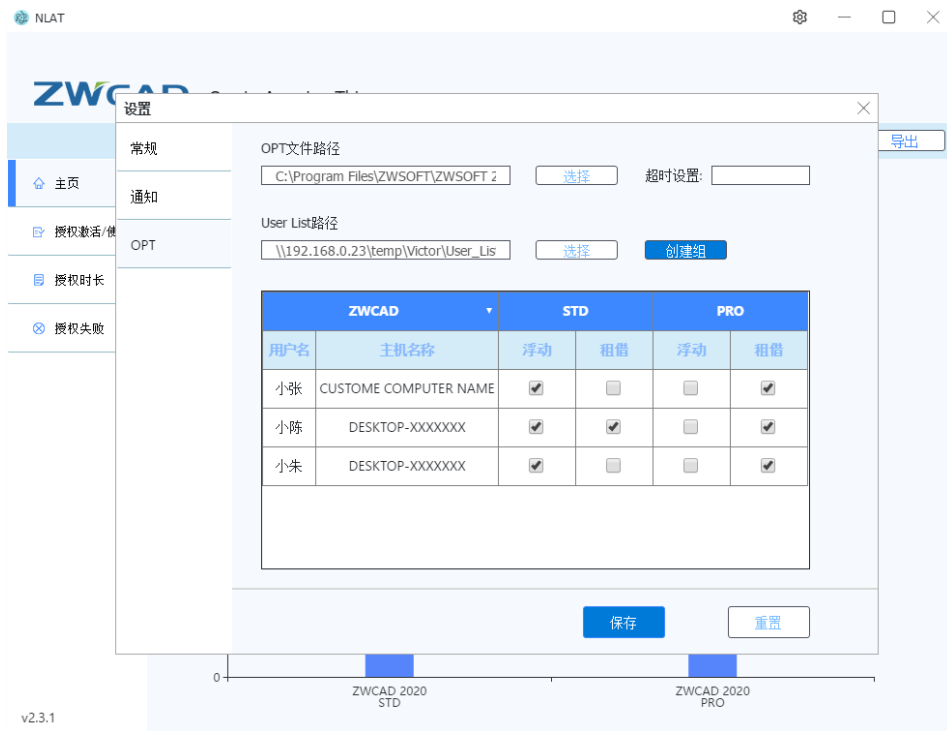 NLAT
设置
导出
常规
通知
OPT
主页
授权激活/使
授权时长
授权失败
OPT文件路径
C:\Program Files\ZWSOFT\ZWSOFT 2
选择
超时设置:
User List路径
\\192.168.0.23\temp\Victor\User_Lis
选择
创建组
ZWCAD STD PRO
用户名 主机名称 浮动 租借 浮动 租借
小张 CUSTOME COMPUTER NAME
小陈 DESKTOP-XXXXXXX
小朱 DESKTOP-XXXXXXX
保存
重置
0
ZWCAD 2020
STD
ZWCAD 2020
PRO
v2.3.1